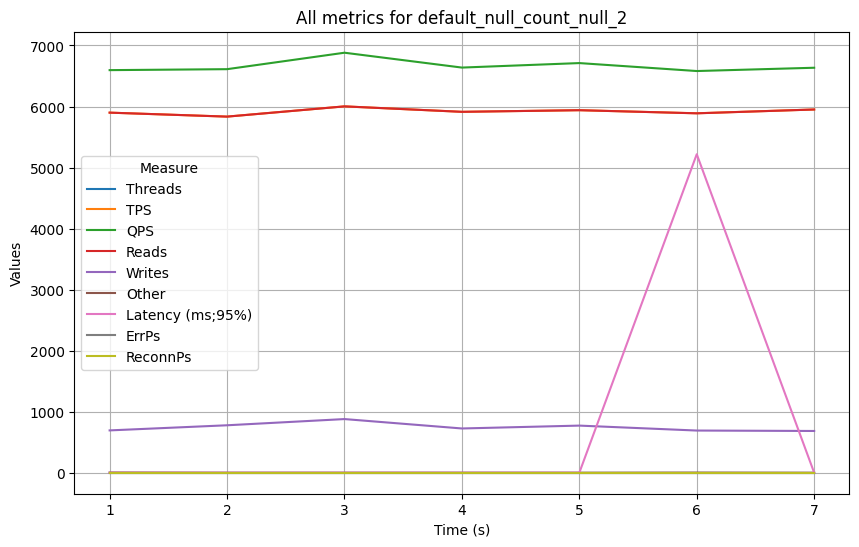 All metrics for default_null_count_null_2
Values
7000
6000
5000
4000
3000
2000
1000
0
Measure
Threads
TPS
QPS
Reads
Writes
Other
Latency (ms;95%)
ErrPs
ReconnPs
1 2 3 4 5 6 7
Time (s)